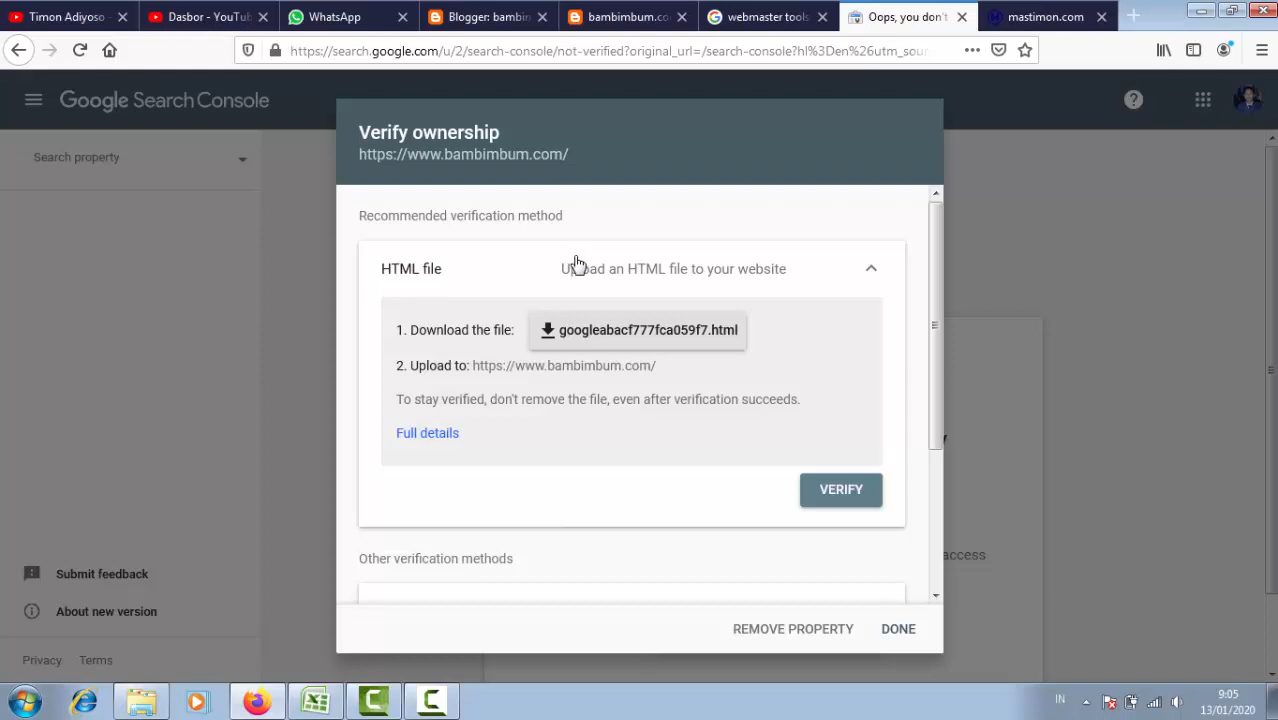 Timon Adiyoso -
Dasbor - YouTu
WhatsApp
Blogger: bambim
bambimbum.co
webmaster tools
Oops, you don't
mastimon.com
https://search.google.com/u/2/search-console/not-verified?original_url=/search-console?hl%3Den%26utm_sour
Google Search Console
Search property
Verify ownership
https://www.bambimbum.com/
Recommended verification method
HTML file
Upload an HTML file to your website
1. Download the file:
googleabacf777fca059f7.html
2. Upload to: https://www.bambimbum.com/
To stay verified, don't remove the file, even after verification succeeds.
Full details
VERIFY
Other verification methods
access
REMOVE PROPERTY
DONE
Submit feedback
About new version
Privacy
Terms
IN
9:05
13/01/2020